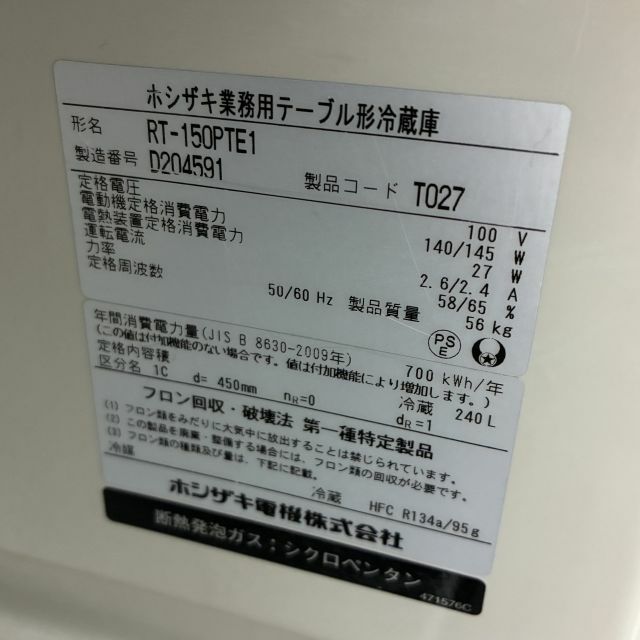 ホシザキ業務用テーブル形冷蔵庫
形名 RT-150PTE1
製造番号 D204591 製品コード T027
定格電圧 100 V
電動機定格消費電力 140/145 W
電熱装置定格消費電力 27 W
運転電流 2.6/2.4 A
力率 58/65 %
定格周波数 50/60 Hz 製品質量 56 kg
PS E
年間消費電力量(JIS B 8630-2009年) 700 kWh/年
(この値は付加機能のない場合です。値は付加機能により増加します。)
定格内容積 冷蔵 240 L
区分名 1C d= 450mm nR=0 dR=1
フロン回収・破壊法 第一種特定製品
(1) フロン類をみだりに大気中に放出することは禁じられています。
(2) この製品を廃棄・整備する場合には、フロン類の回収が必要です。
(3) フロン類の種類及び量は、下記に記載。
冷媒 冷蔵 HFC R134a/95g
ホシザキ電機株式会社
断熱発泡ガス:シクロペンタン
471576C